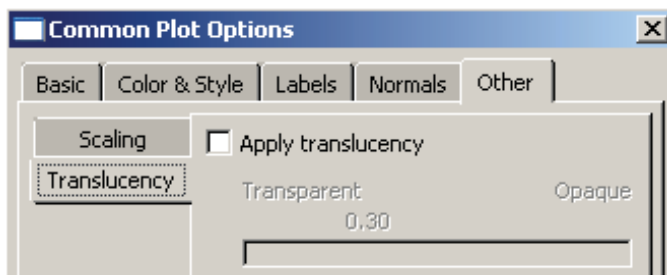 Common Plot Options
Basic Color & Style Labels Normals Other
Scaling
Apply translucency
Translucency
Transparent Opaque
0.30